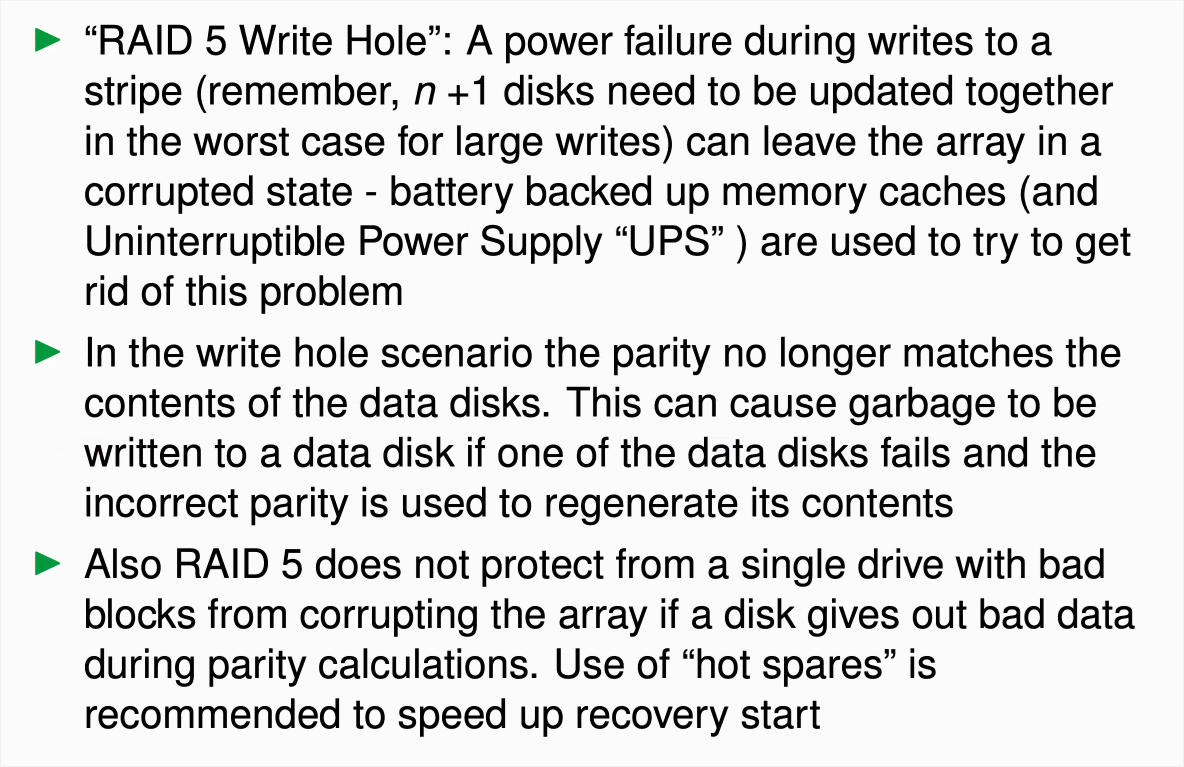 “RAID 5 Write Hole”: A power failure during writes to a
stripe (remember, n +1 disks need to be updated together
in the worst case for large writes) can leave the array in a
corrupted state - battery backed up memory caches (and
Uninterruptible Power Supply “UPS” ) are used to try to get
rid of this problem
In the write hole scenario the parity no longer matches the
contents of the data disks. This can cause garbage to be
written to a data disk if one of the data disks fails and the
incorrect parity is used to regenerate its contents
Also RAID 5 does not protect from a single drive with bad
blocks from corrupting the array if a disk gives out bad data
during parity calculations. Use of “hot spares” is
recommended to speed up recovery start